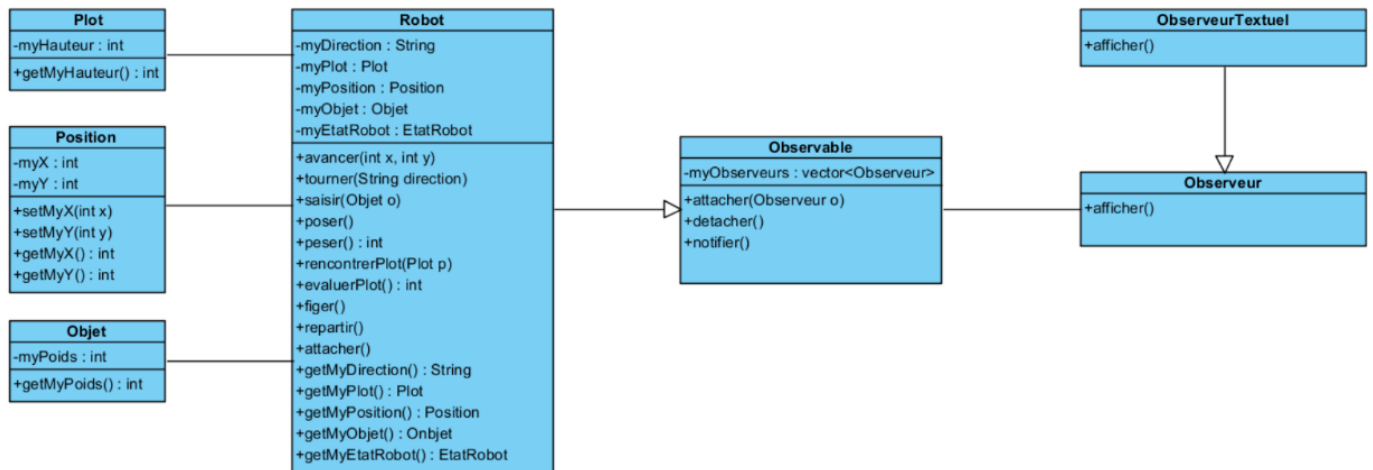 Plot
-myHauteur : int
+getMyHauteur() : int
Position
-myX : int
-myY : int
+setMyX(int x)
+setMyY(int y)
+getMyX() : int
+getMyY() : int
Objet
-myPoids : int
+getMyPoids() : int
Robot
-myDirection : String
-myPlot : Plot
-myPosition : Position
-myObjet : Objet
-myEtatRobot : EtatRobot
+avancer(int x, int y)
+tourner(String direction)
+saisir(Objet o)
+poser()
+peser() : int
+rencontrerPlot(Plot p)
+evaluerPlot() : int
+figer()
+repartir()
+attacher()
+getMyDirection() : String
+getMyPlot() : Plot
+getMyPosition() : Position
+getMyObjet() : Onbjet
+getMyEtatRobot() : EtatRobot
Observable
-myObserveurs : vector<Observeur>
+attacher(Observeur o)
+detacher()
+notifier()
ObserveurTextuel
+afficher()
Observeur
+afficher()